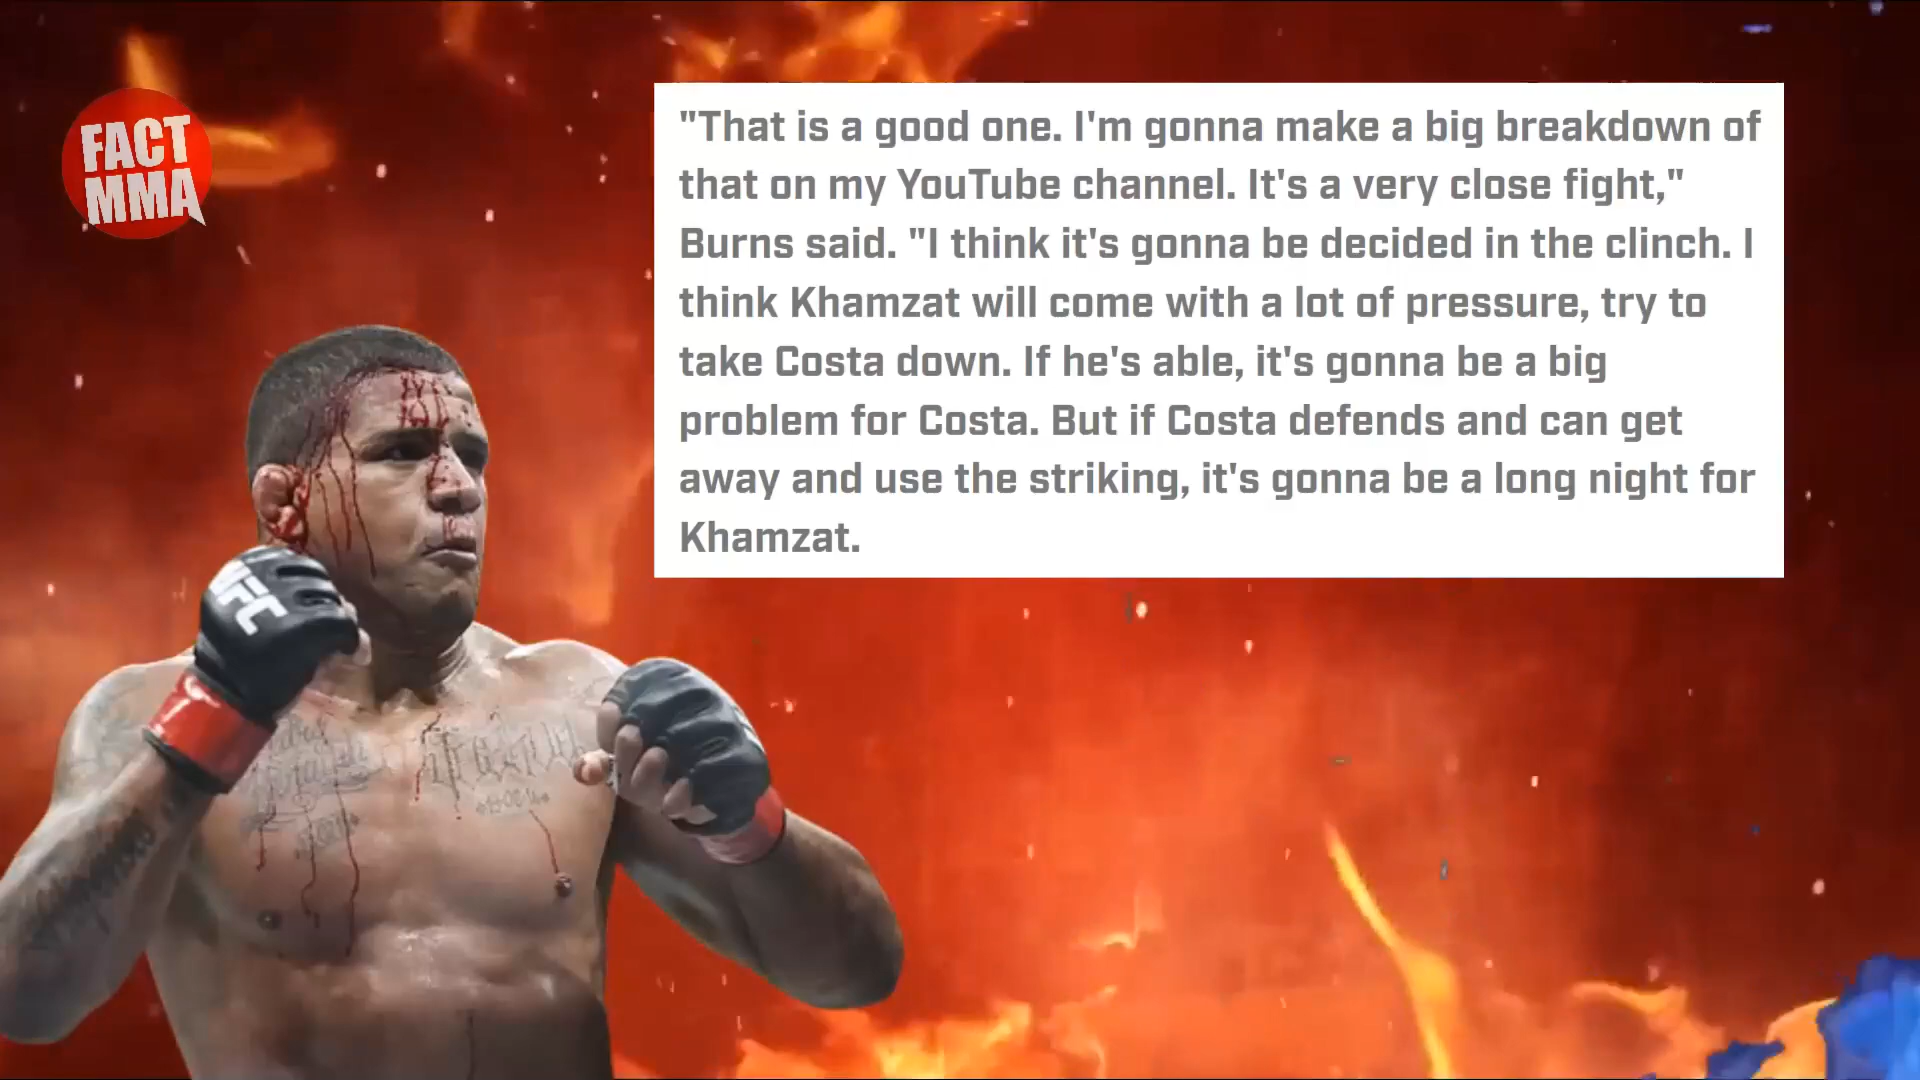 FACT
MMA
"That is a good one. I'm gonna make a big breakdown of
that on my YouTube channel. It's a very close fight,"
Burns said. "I think it's gonna be decided in the clinch. I
think Khamzat will come with a lot of pressure, try to
take Costa down. If he's able, it's gonna be a big
problem for Costa. But if Costa defends and can get
away and use the striking, it's gonna be a long night for
Khamzat.
UFC